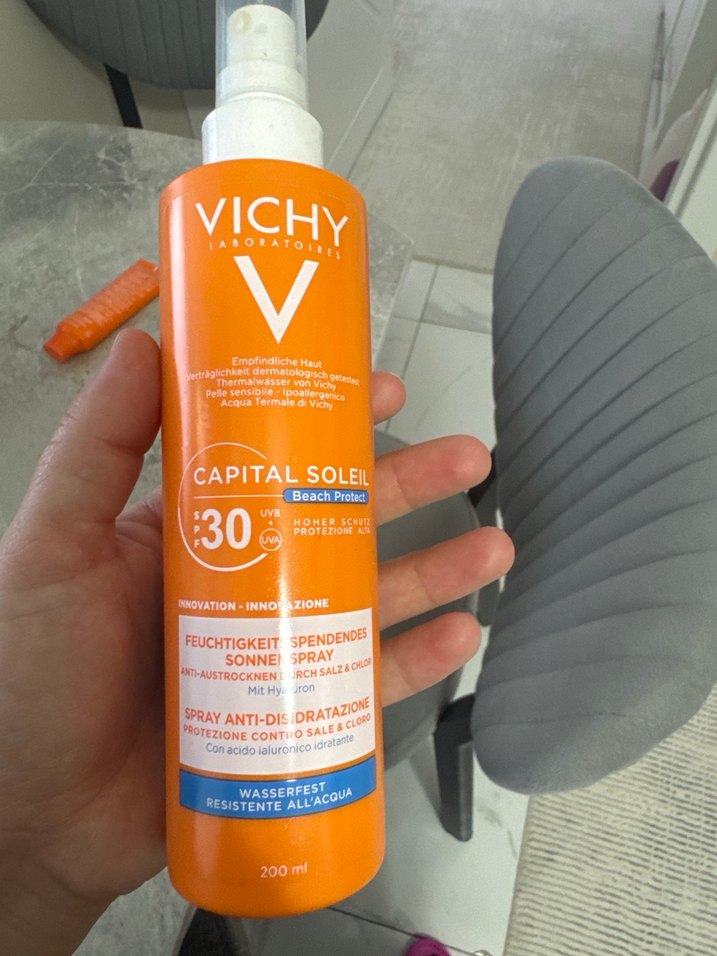 VICHY
LABORATOIRES
V
Empfindliche Haut
Verträglichkeit dermatologisch getestet
Thermalwasser von Vichy
Pelle sensibile - Ipoallergenico
Acqua Termale di Vichy
CAPITAL SOLEIL
Beach Protect
SPF 30 UVB + UVA
HOHER SCHUTZ
PROTEZIONE ALTA
INNOVATION - INNOVAZIONE
FEUCHTIGKEITSSPENDENDES
SONNENSPRAY
ANTI-AUSTROCKNEN DURCH SALZ & CHLOR
Mit Hyaluron
SPRAY ANTI-DISIDRATAZIONE
PROTEZIONE CONTRO SALE & CLORO
Con acido ialuronico idratante
WASSERFEST
RESISTENTE ALL'ACQUA
200 ml